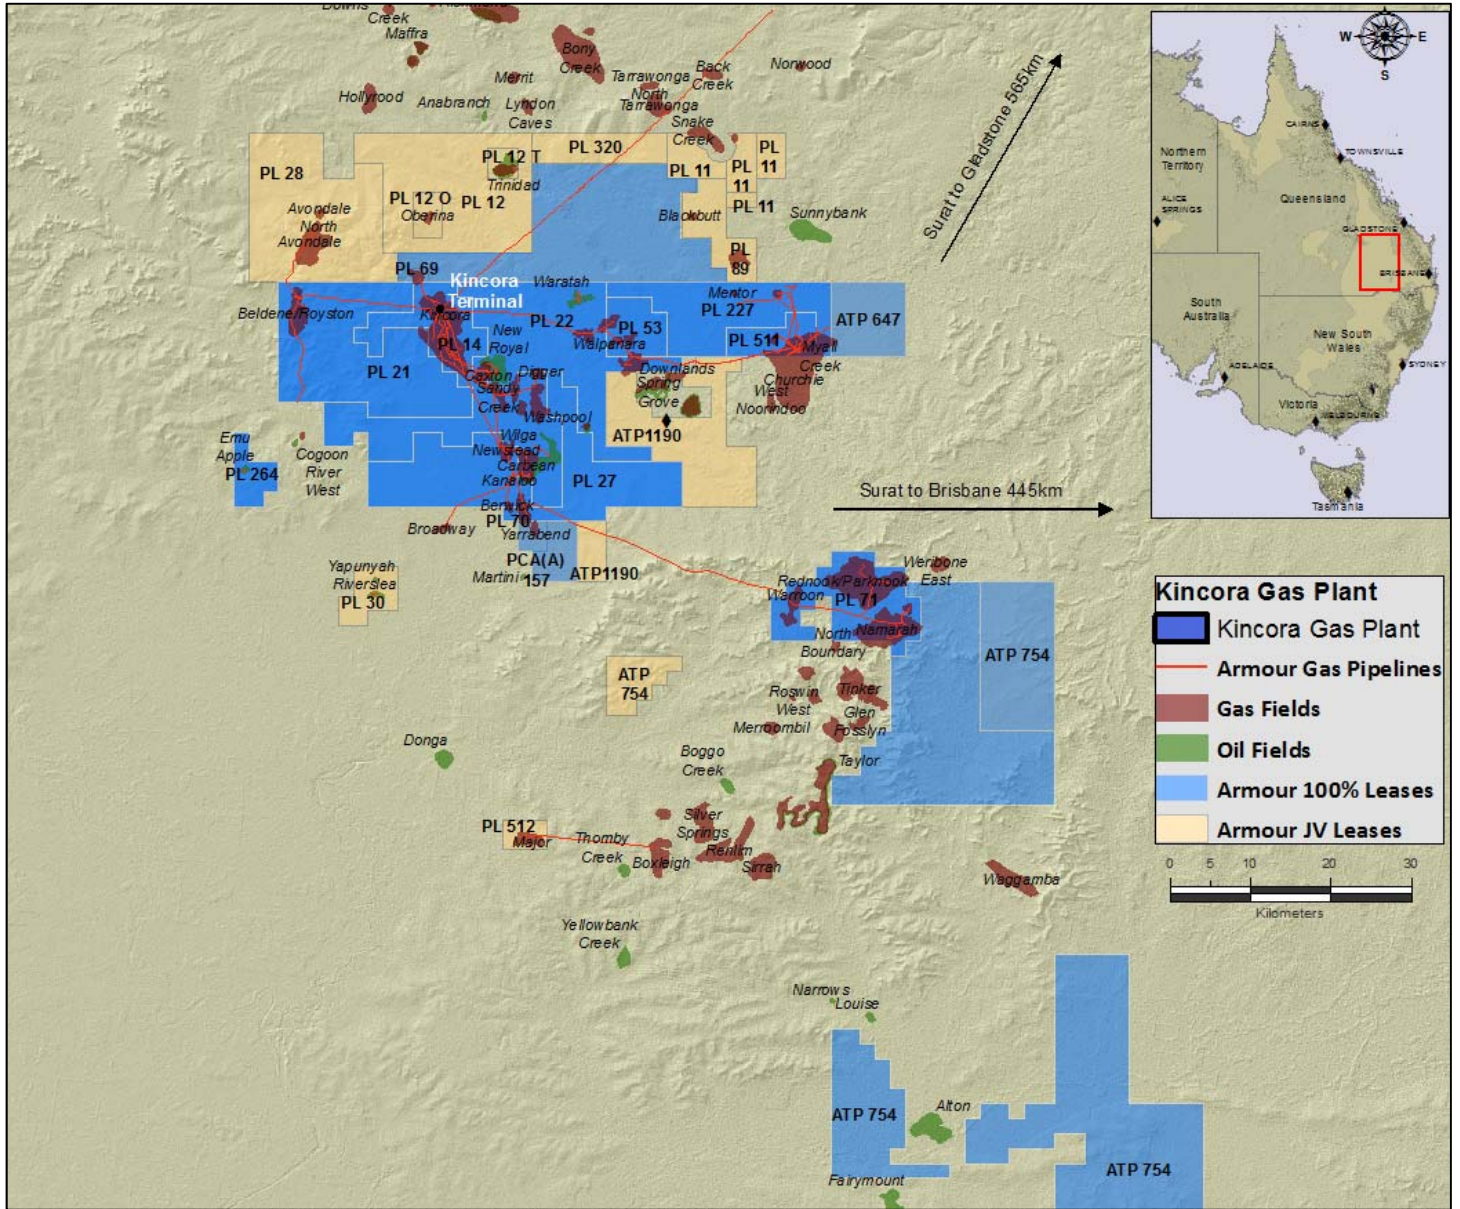 Downs
Creek
Maffra
Bony
Creek
Merrit
Hollyrood
Anabranch
Lyndon
Caves
Tarrawonga
North
Tarrawonga
Back
Creek
Norwood
Snake
Creek
Surat to Gladstone 565km
PL 28
PL 12 T
Trinidad
PL 320
PL 11
PL
11
PL
11
PL 11
PL 12 O
Oberina
PL 12
Avondale
North
Avondale
Blackbutt
Sunnybank
PL
89
PL 69
Kincora
Terminal
Kincora
Waratah
Mentor
PL 227
Beldene/Royston
PL 22
PL 53
ATP 647
New
Royal
Walpanara
PL 14
PL 511
Myall
Creek
PL 21
Caxton
Digger
Downlands
Spring
Grove
Churchie
West
Noorindoo
Sandy
Creek
Washpool
ATP1190
Wilga
Newstead
Carbean
Kanaloo
PL 27
Emu
Apple
PL 264
Cogoon
River
West
Berwick
PL 70
Yarrabend
Broadway
Surat to Brisbane 445km
PCA(A)
157
Martini
ATP1190
Yapunyah
Riverslea
PL 30
Rednook/Parknook
Weribone
East
Warroon
PL 71
Namarah
North
Boundary
ATP 754
ATP
754
Roswin
West
Tinker
Glen
Fosslyn
Merroombil
Donga
Boggo
Creek
Taylor
PL 512
Major
Thomby
Creek
Silver
Springs
Renlim
Boxleigh
Sirrah
Waggamba
Yellowbank
Creek
Narrows
Louise
ATP 754
Alton
ATP 754
Fairymount
N
W
E
S
CAIRNS
TOWNSVILLE
Northern
Territory
Queensland
ALICE
SPRINGS
GLADSTONE
BRISBANE
South
Australia
New South
Wales
ADELAIDE
SYDNEY
Victoria
MELBOURNE
Tasmania
Kincora Gas Plant
Kincora Gas Plant
Armour Gas Pipelines
Gas Fields
Oil Fields
Armour 100% Leases
Armour JV Leases
0 5 10 20 30
Kilometers